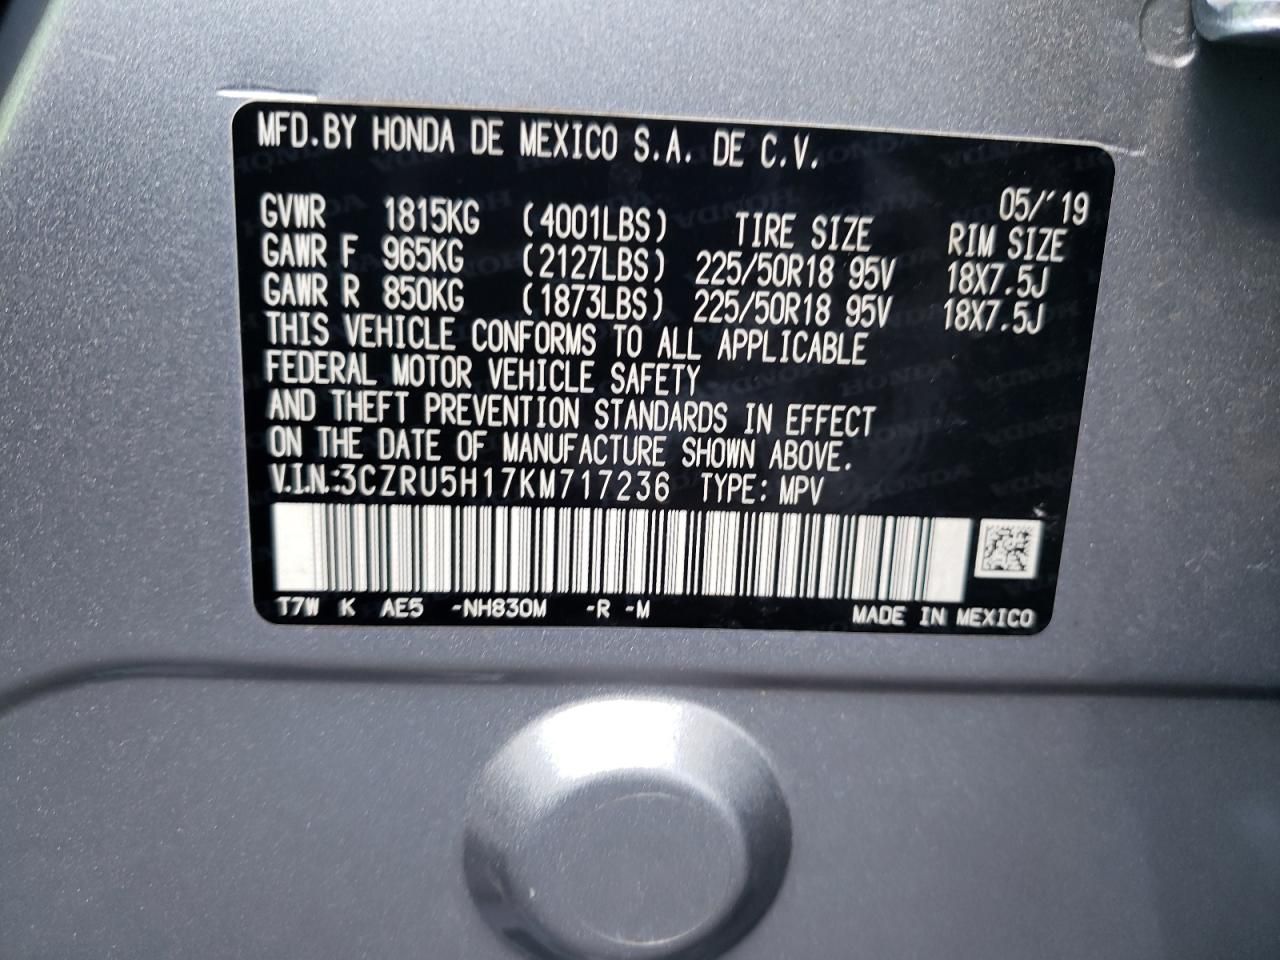 MFD.BY HONDA DE MEXICO S.A. DE C.V.
05/'19
GVWR 1815KG (4001LBS) TIRE SIZE RIM SIZE
GAWR F 965KG (2127LBS) 225/50R18 95V 18X7.5J
GAWR R 850KG (1873LBS) 225/50R18 95V 18X7.5J
THIS VEHICLE CONFORMS TO ALL APPLICABLE
FEDERAL MOTOR VEHICLE SAFETY
AND THEFT PREVENTION STANDARDS IN EFFECT
ON THE DATE OF MANUFACTURE SHOWN ABOVE.
V.I.N.:3CZRU5H17KM717236 TYPE: MPV
T7W K AE5 -NH830M -R -M MADE IN MEXICO